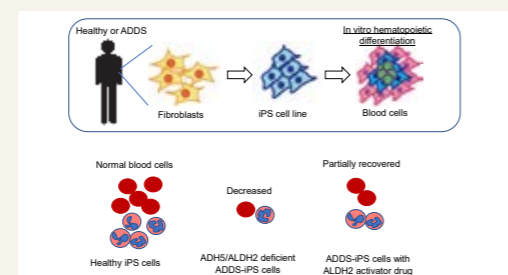 Healthy or ADDS
In vitro hematopoietic
differentiation
Fibroblasts
iPS cell line
Blood cells
Normal blood cells
Decreased
Partially recovered
Healthy iPS cells
ADH5/ALDH2 deficient
ADDS-iPS cells
ADDS-iPS cells with
ALDH2 activator drug